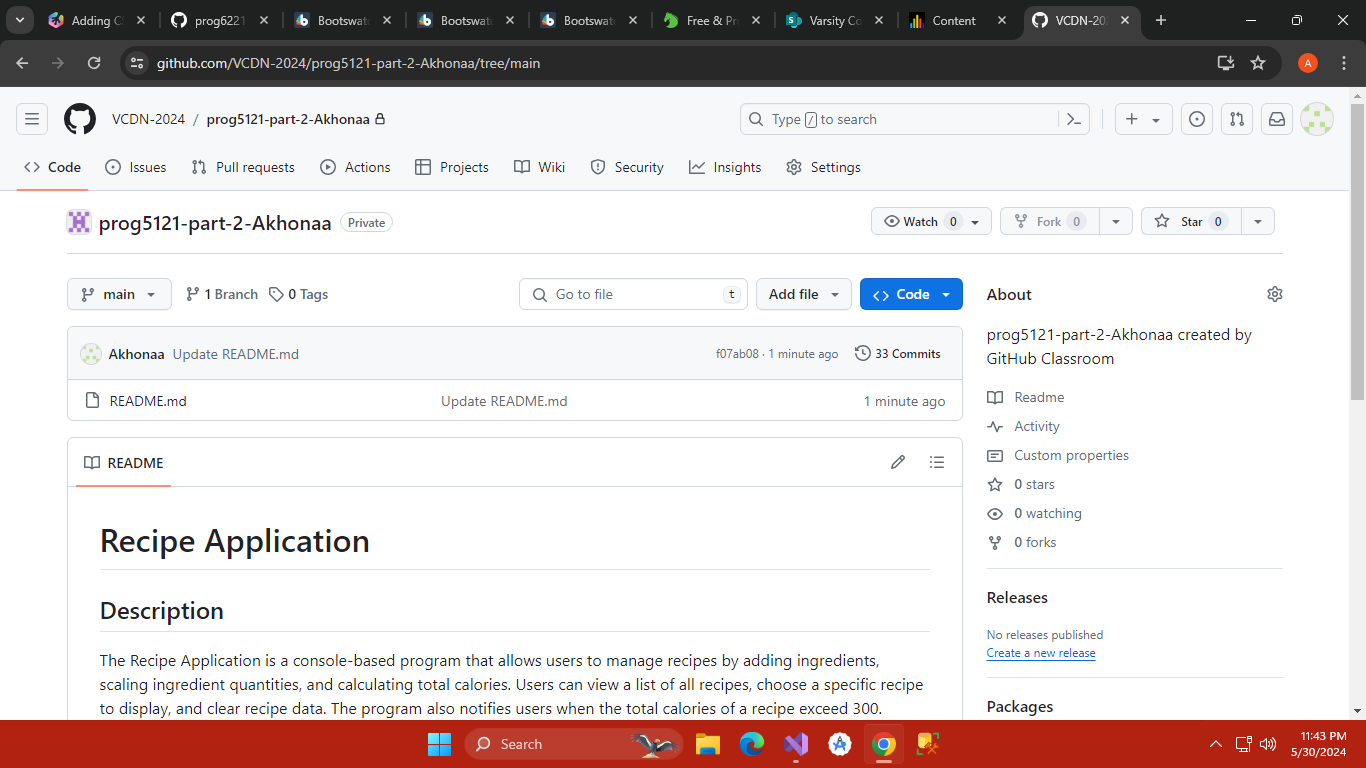 Adding Cl
prog6221
Bootswat
Bootswat
Bootswat
Free & Pr
Varsity Co
Content
VCDN-202
github.com/VCDN-2024/prog5121-part-2-Akhonaa/tree/main
A
VCDN-2024 / prog5121-part-2-Akhonaa
Type / to search
Code
Issues
Pull requests
Actions
Projects
Wiki
Security
Insights
Settings
prog5121-part-2-Akhonaa Private
Watch 0
Fork 0
Star 0
main
1 Branch
0 Tags
Go to file t
Add file
Code
Akhonaa Update README.md
f07ab08 · 1 minute ago
33 Commits
README.md
Update README.md
1 minute ago
README
Recipe Application
Description
The Recipe Application is a console-based program that allows users to manage recipes by adding ingredients,
scaling ingredient quantities, and calculating total calories. Users can view a list of all recipes, choose a specific recipe
to display, and clear recipe data. The program also notifies users when the total calories of a recipe exceed 300.
About
prog5121-part-2-Akhonaa created by
GitHub Classroom
Readme
Activity
Custom properties
0 stars
0 watching
0 forks
Releases
No releases published
Create a new release
Packages
Search
11:43 PM
5/30/2024